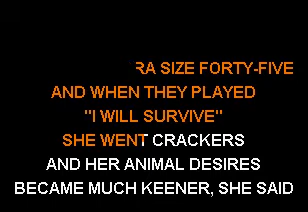 SIZE FORTY-FIVE
AND WHEN THEY PLAYED
"I WILL SURVIVE"
SHE WENT CRACKERS
AND HER ANIMAL DESIRES
BECAME MUCH KEENER, SHE SAID